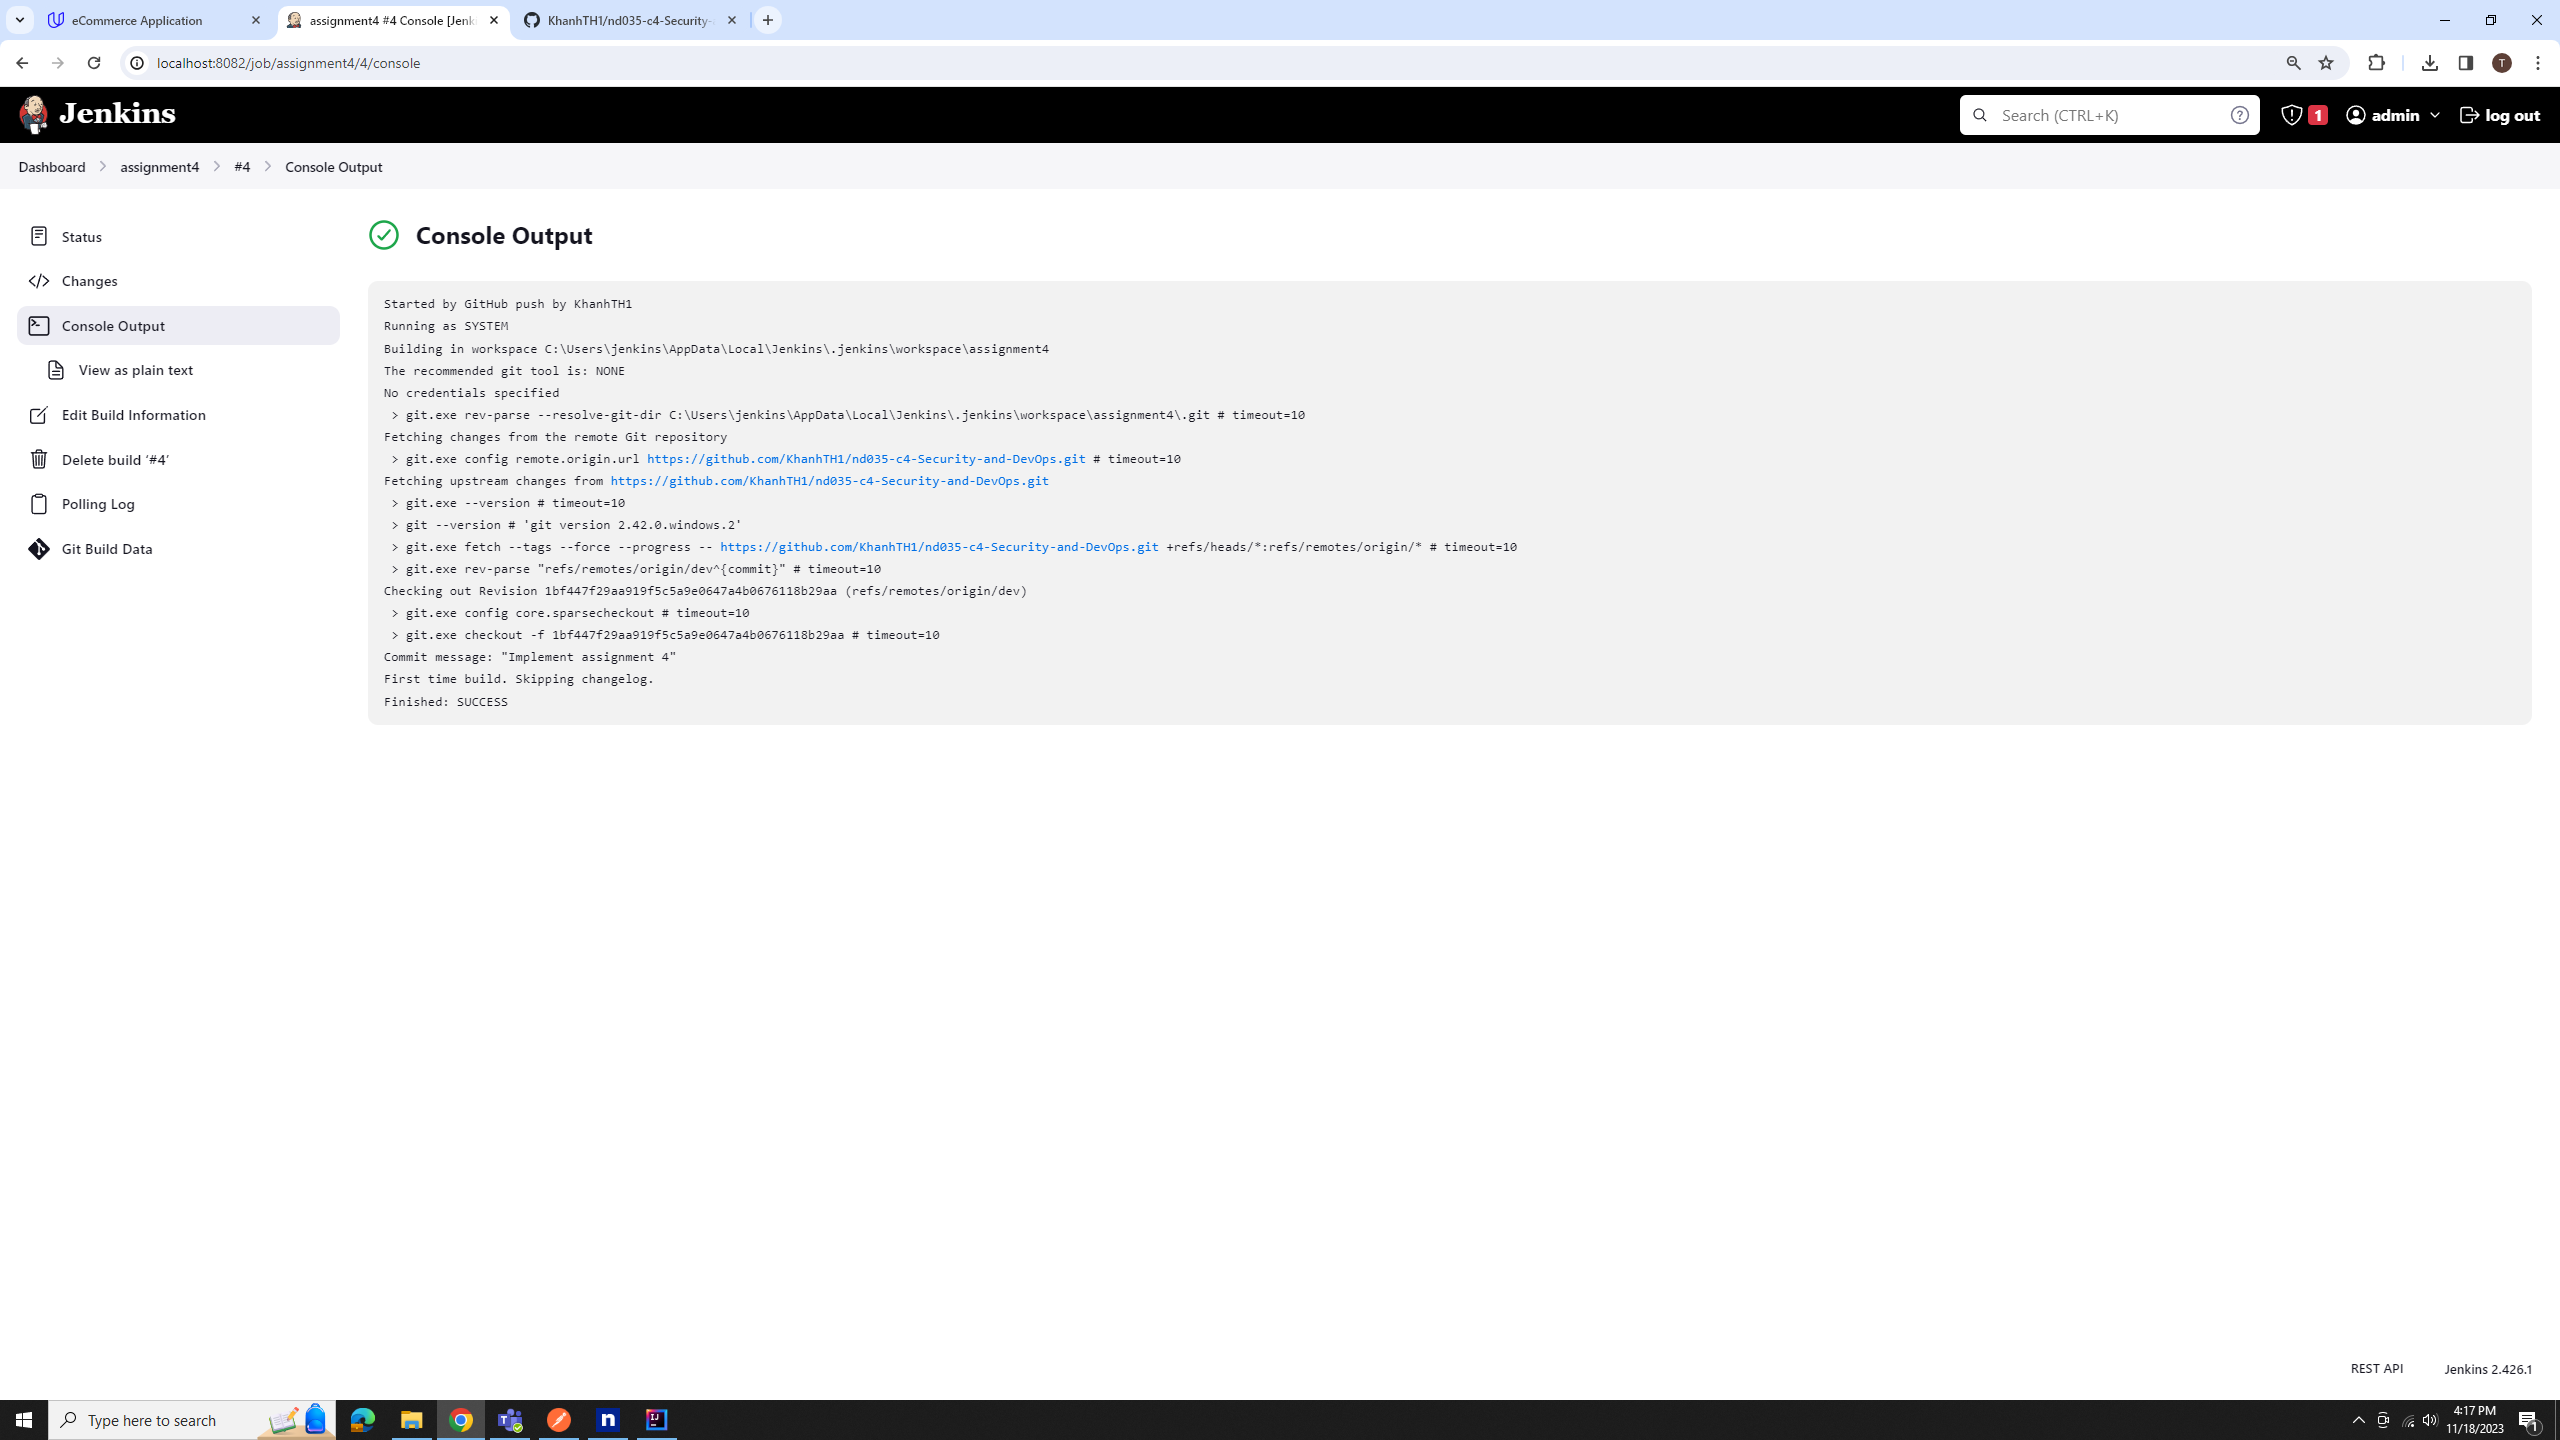 eCommerce Application
assignment4 #4 Console [Jenki
KhanhTH1/nd035-c4-Security-
localhost:8082/job/assignment4/4/console
T
Jenkins
Search (CTRL+K)
1
admin
log out
Dashboard
assignment4
#4
Console Output
Status
Changes
Console Output
View as plain text
Edit Build Information
Delete build ‘#4’
Polling Log
Git Build Data
Console Output
Started by GitHub push by KhanhTH1
Running as SYSTEM
Building in workspace C:\Users\jenkins\AppData\Local\Jenkins\.jenkins\workspace\assignment4
The recommended git tool is: NONE
No credentials specified
> git.exe rev-parse --resolve-git-dir C:\Users\jenkins\AppData\Local\Jenkins\.jenkins\workspace\assignment4\.git # timeout=10
Fetching changes from the remote Git repository
> git.exe config remote.origin.url https://github.com/KhanhTH1/nd035-c4-Security-and-DevOps.git # timeout=10
Fetching upstream changes from https://github.com/KhanhTH1/nd035-c4-Security-and-DevOps.git
> git.exe --version # timeout=10
> git --version # 'git version 2.42.0.windows.2'
> git.exe fetch --tags --force --progress -- https://github.com/KhanhTH1/nd035-c4-Security-and-DevOps.git +refs/heads/*:refs/remotes/origin/* # timeout=10
> git.exe rev-parse "refs/remotes/origin/dev^{commit}" # timeout=10
Checking out Revision 1bf447f29aa919f5c5a9e0647a4b0676118b29aa (refs/remotes/origin/dev)
> git.exe config core.sparsecheckout # timeout=10
> git.exe checkout -f 1bf447f29aa919f5c5a9e0647a4b0676118b29aa # timeout=10
Commit message: "Implement assignment 4"
First time build. Skipping changelog.
Finished: SUCCESS
REST API
Jenkins 2.426.1
Type here to search
n
IJ
4:17 PM
11/18/2023
1